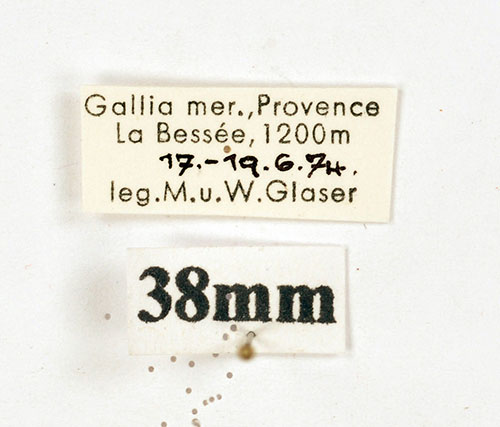 Gallia mer., Provence
La Bessée, 1200m
17.-19.6.74.
leg. M.u.W. Glaser
38mm